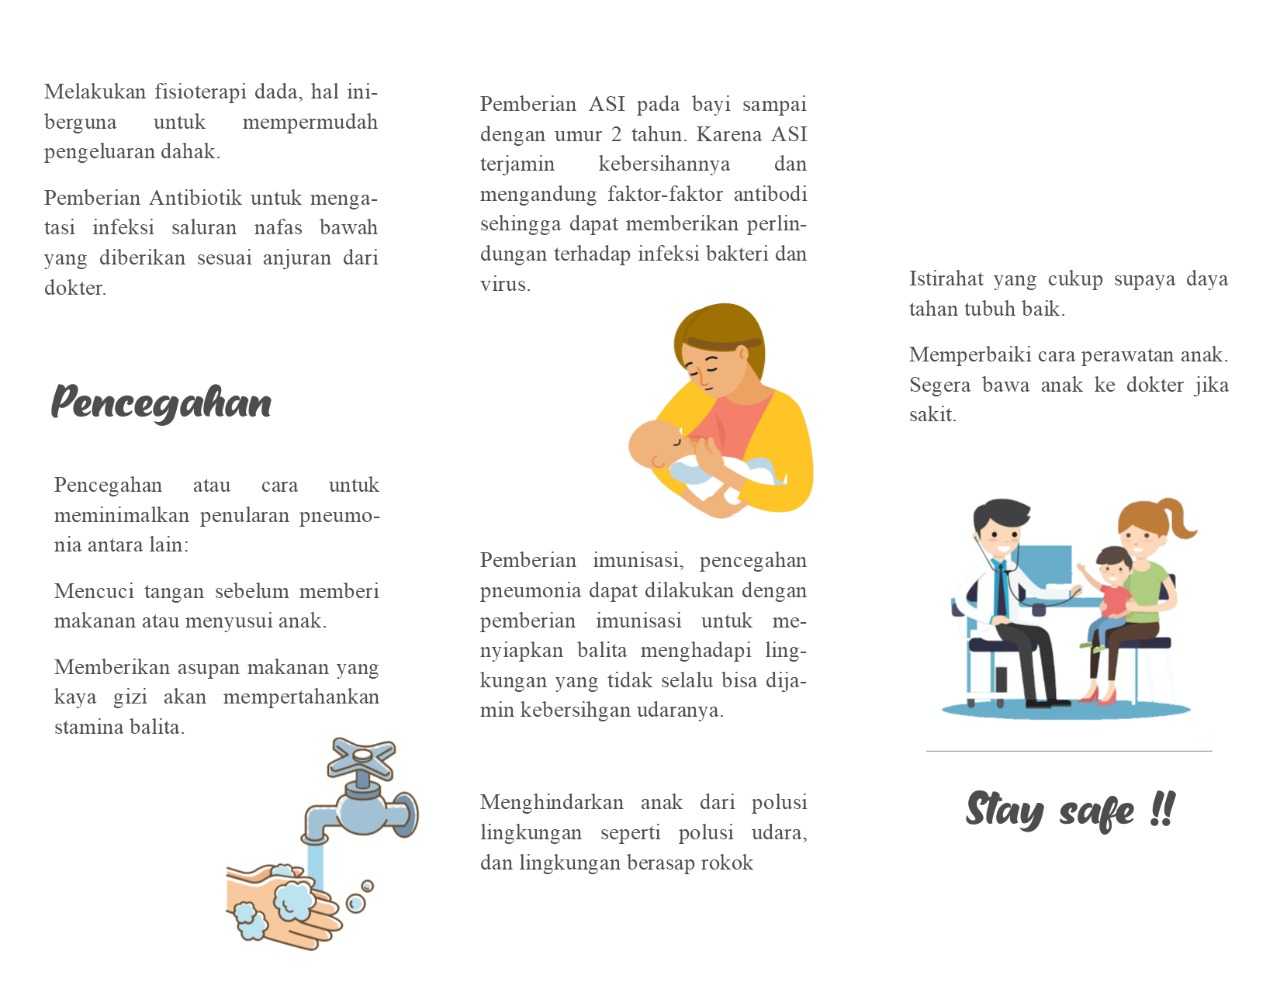 Melakukan fisioterapi dada, hal ini-
berguna untuk mempermudah
pengeluaran dahak.
Pemberian Antibiotik untuk menga-
tasi infeksi saluran nafas bawah
yang diberikan sesuai anjuran dari
dokter.
Pencegahan
Pencegahan atau cara untuk
meminimalkan penularan pneumo-
nia antara lain:
Mencuci tangan sebelum memberi
makanan atau menyusui anak.
Memberikan asupan makanan yang
kaya gizi akan mempertahankan
stamina balita.
Pemberian ASI pada bayi sampai
dengan umur 2 tahun. Karena ASI
terjamin kebersihannya dan
mengandung faktor-faktor antibodi
sehingga dapat memberikan perlin-
dungan terhadap infeksi bakteri dan
virus.
Pemberian imunisasi, pencegahan
pneumonia dapat dilakukan dengan
pemberian imunisasi untuk me-
nyiapkan balita menghadapi ling-
kungan yang tidak selalu bisa dija-
min kebersihgan udaranya.
Menghindarkan anak dari polusi
lingkungan seperti polusi udara,
dan lingkungan berasap rokok
Istirahat yang cukup supaya daya
tahan tubuh baik.
Memperbaiki cara perawatan anak.
Segera bawa anak ke dokter jika
sakit.
Stay safe !!